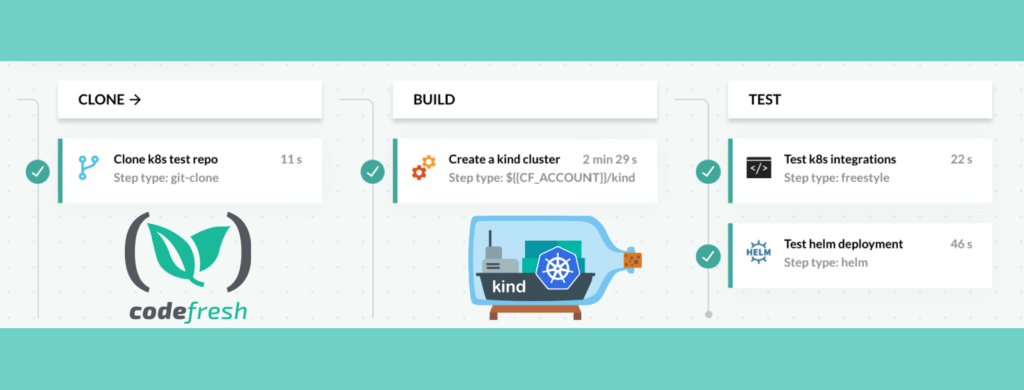 CLONE →
Clone k8s test repo 11 s
Step type: git-clone
codefresh
BUILD
Create a kind cluster 2 min 29 s
Step type: ${{CF_ACCOUNT}}/kind
kind
TEST
Test k8s integrations 22 s
Step type: freestyle
Test helm deployment 46 s
Step type: helm
HELM